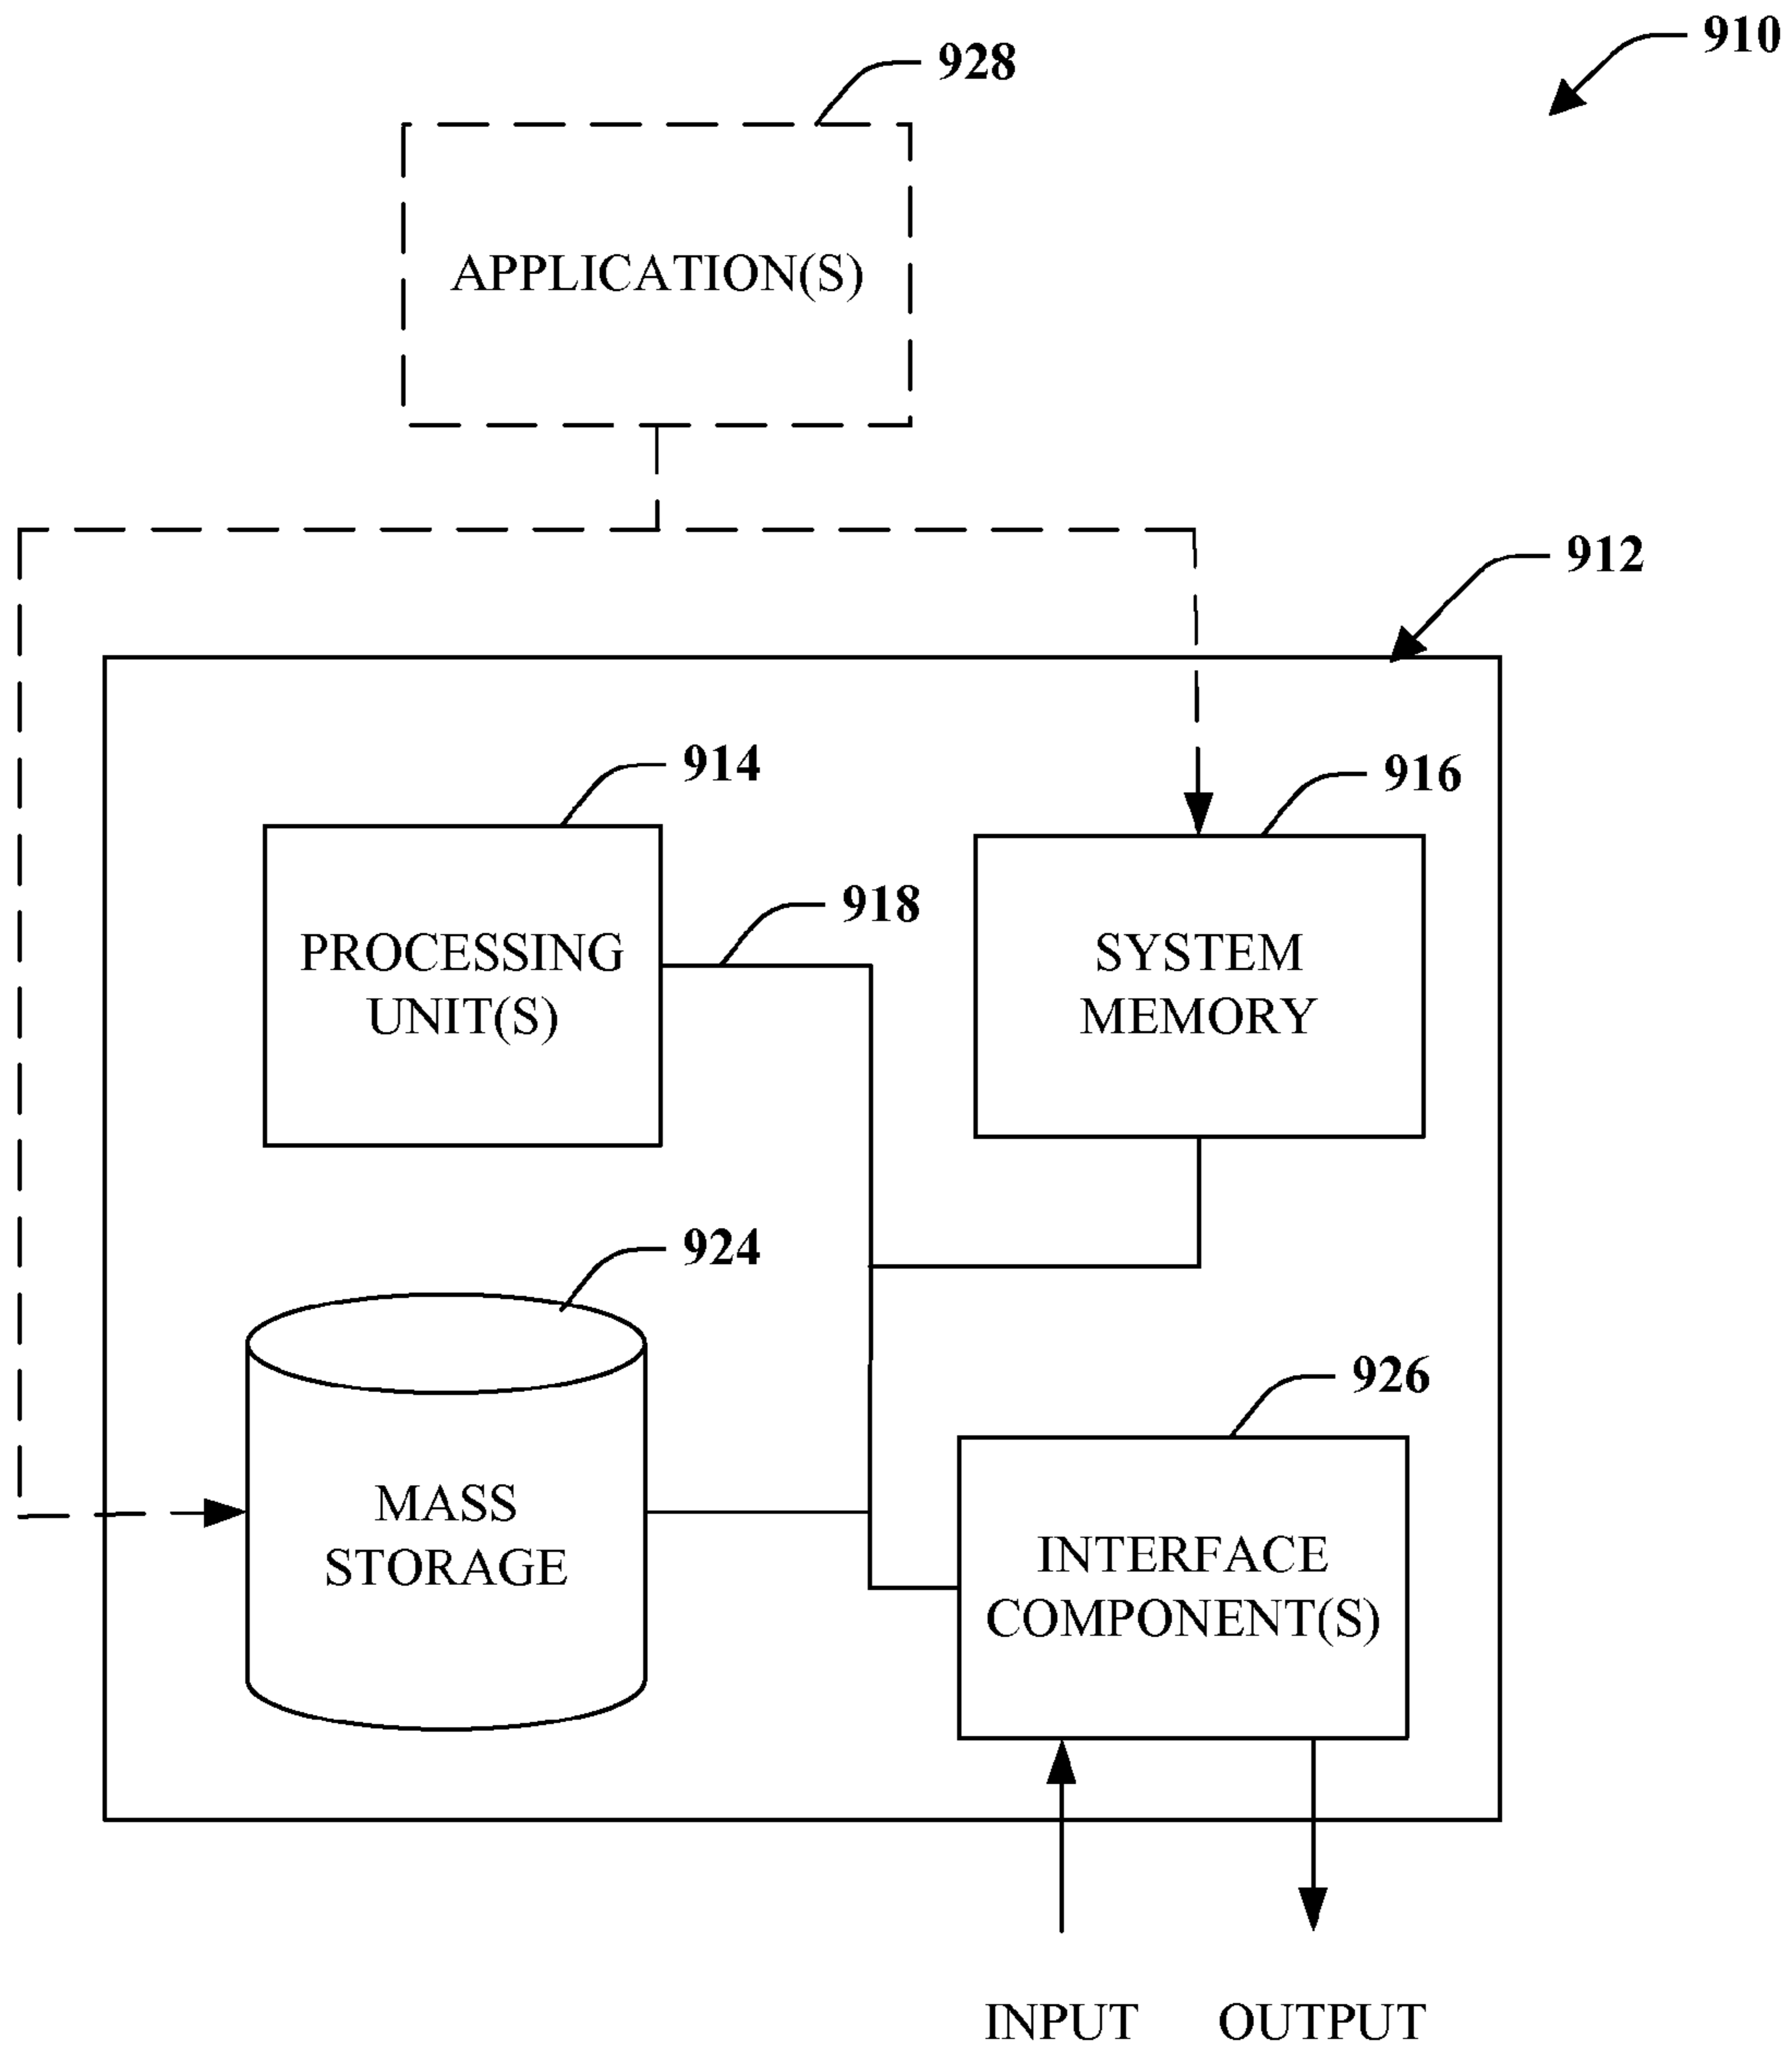 910
928
APPLICATION(S)
912
914
916
918
PROCESSING
UNIT(S)
SYSTEM
MEMORY
924
926
MASS
STORAGE
INTERFACE
COMPONENT(S)
INPUT
OUTPUT